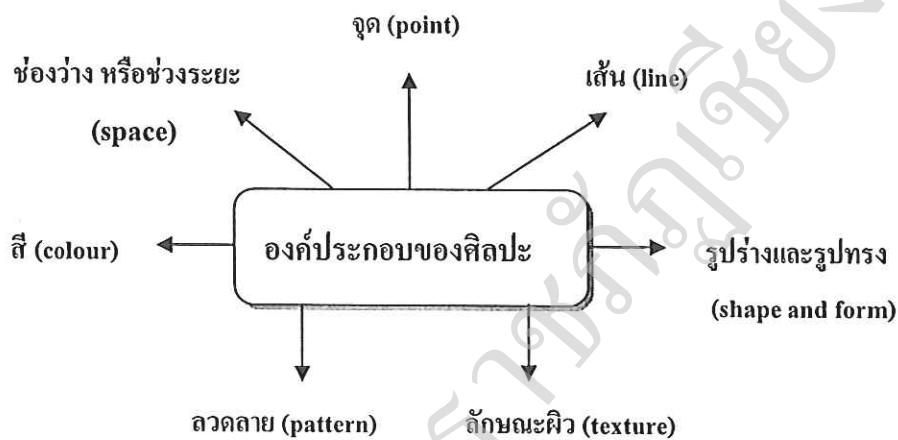 จุด (point)
ช่องว่าง หรือช่วงระยะ
(space)
เส้น (line)
สี (colour)
องค์ประกอบของศิลปะ
รูปร่างและรูปทรง
(shape and form)
ลวดลาย (pattern)
ลักษณะผิว (texture)